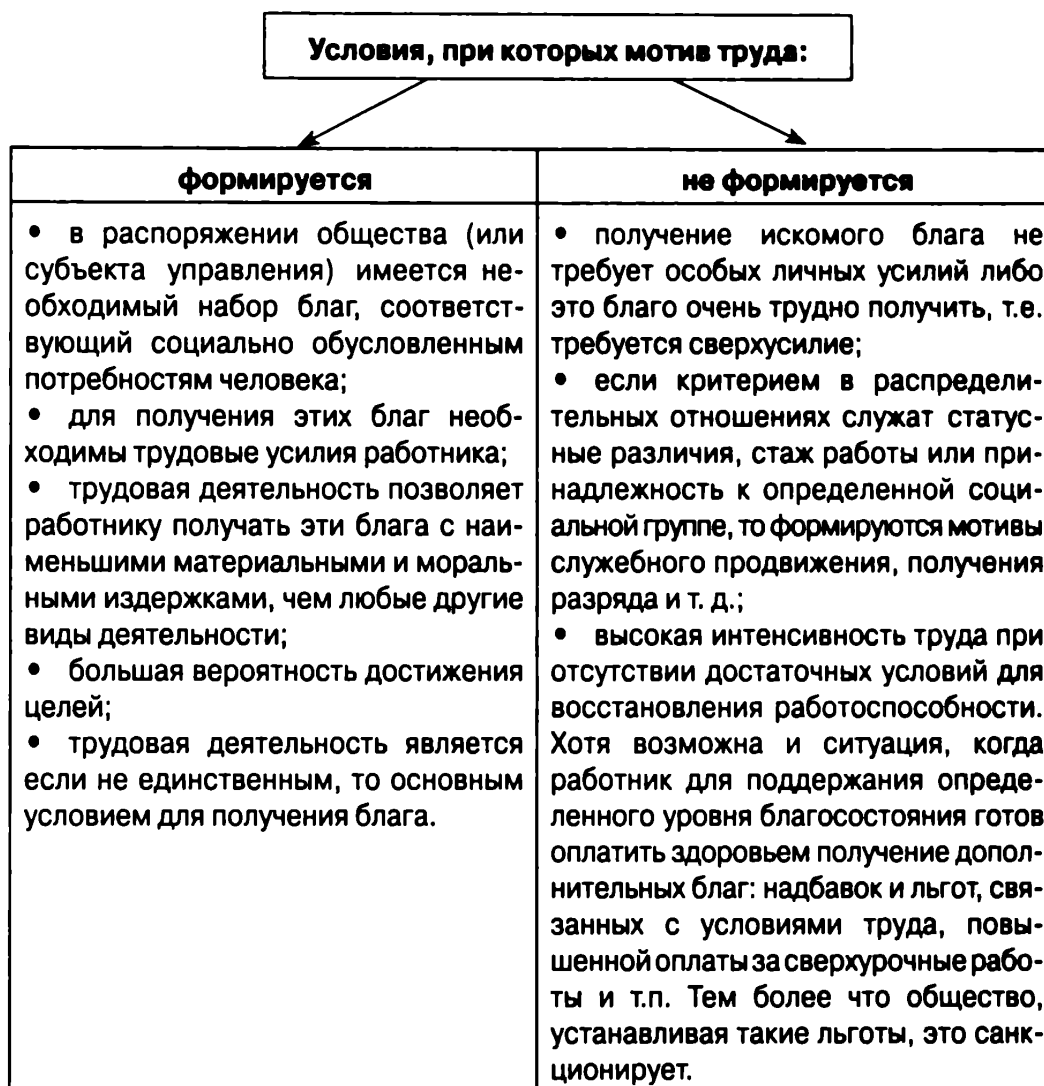 Условия, при которых мотив труда:
формируется
• в распоряжении общества (или
субъекта управления) имеется не-
обходимый набор благ, соответст-
вующий социально обусловленным
потребностям человека;
• для получения этих благ необ-
ходимы трудовые усилия работника;
• трудовая деятельность позволяет
работнику получать эти блага с наи-
меньшими материальными и мораль-
ными издержками, чем любые другие
виды деятельности;
• большая вероятность достижения
целей;
• трудовая деятельность является
если не единственным, то основным
условием для получения блага.
не формируется
• получение искомого блага не
требует особых личных усилий либо
это благо очень трудно получить, т.е.
требуется сверхусилие;
• если критерием в распредели-
тельных отношениях служат статус-
ные различия, стаж работы или при-
надлежность к определенной соци-
альной группе, то формируются мотивы
служебного продвижения, получения
разряда и т. д.;
• высокая интенсивность труда при
отсутствии достаточных условий для
восстановления работоспособности.
Хотя возможна и ситуация, когда
работник для поддержания опреде-
ленного уровня благосостояния готов
оплатить здоровьем получение допол-
нительных благ: надбавок и льгот, свя-
занных с условиями труда, повы-
шенной оплаты за сверхурочные рабо-
ты и т.п. Тем более что общество,
устанавливая такие льготы, это санк-
ционирует.